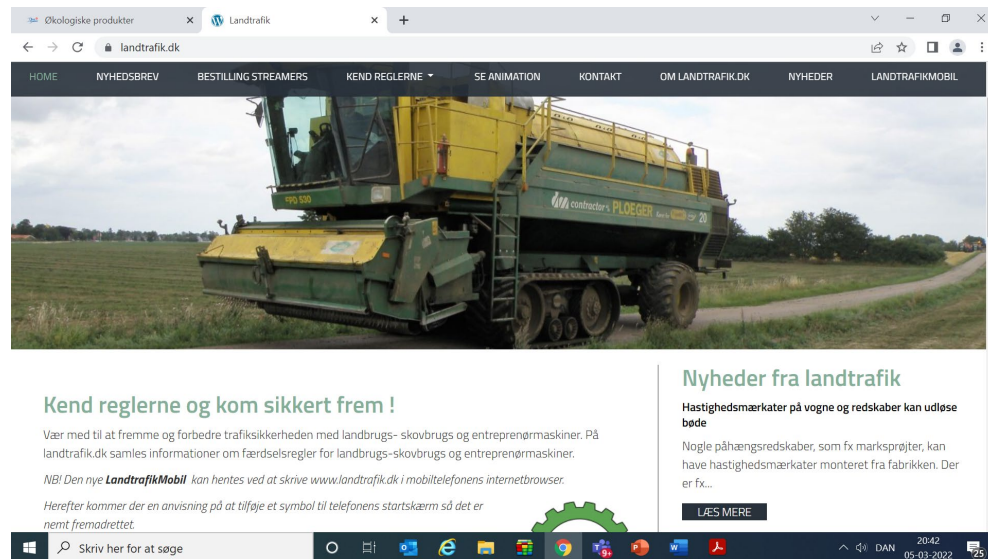 Økologiske produkter
Landtrafik
landtrafik.dk
HOME NYHEDSBREV BESTILLING STREAMERS KEND REGLERNE SE ANIMATION KONTAKT OM LANDTRAFIK.DK NYHEDER LANDTRAFIKMOBIL
EPD 530
contractors PLOEGER
20
Kend reglerne og kom sikkert frem !
Vær med til at fremme og forbedre trafiksikkerheden med landbrugs- skovbrugs og entreprenørmaskiner. På
landtrafik.dk samles informationer om færdselsregler for landbrugs-skovbrugs og entreprenørmaskiner.
NB! Den nye LandtrafikMobil kan hentes ved at skrive www.landtrafik.dk i mobiltelefonens internetbrowser.
Herefter kommer der en anvisning på at tilføje et symbol til telefonens startskærm så det er
nemt fremadrettet.
Nyheder fra landtrafik
Hastighedsmærkater på vogne og redskaber kan udløse
bøde
Nogle påhængsredskaber, som fx marksprøjter, kan
have hastighedsmærkater monteret fra fabrikken. Der
er fx...
LÆS MERE
Skriv her for at søge
9+
DAN
20:42
05-03-2022
25